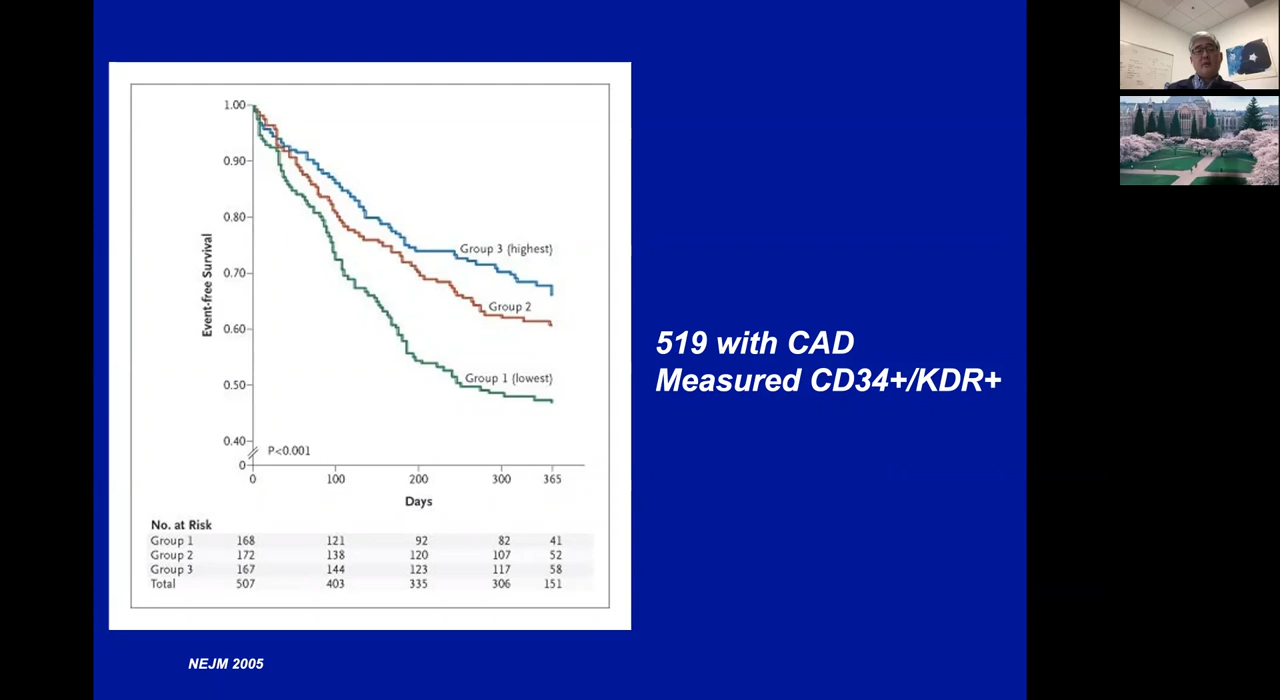 1.00
0.90
0.80
0.70
0.60
0.50
0.40
0
Event-free Survival
Group 3 (highest)
Group 2
Group 1 (lowest)
P<0.001
0 100 200 300 365
Days
No. at Risk
Group 1 168 121 92 82 41
Group 2 172 138 120 107 52
Group 3 167 144 123 117 58
Total 507 403 335 306 151
519 with CAD
Measured CD34+/KDR+
NEJM 2005